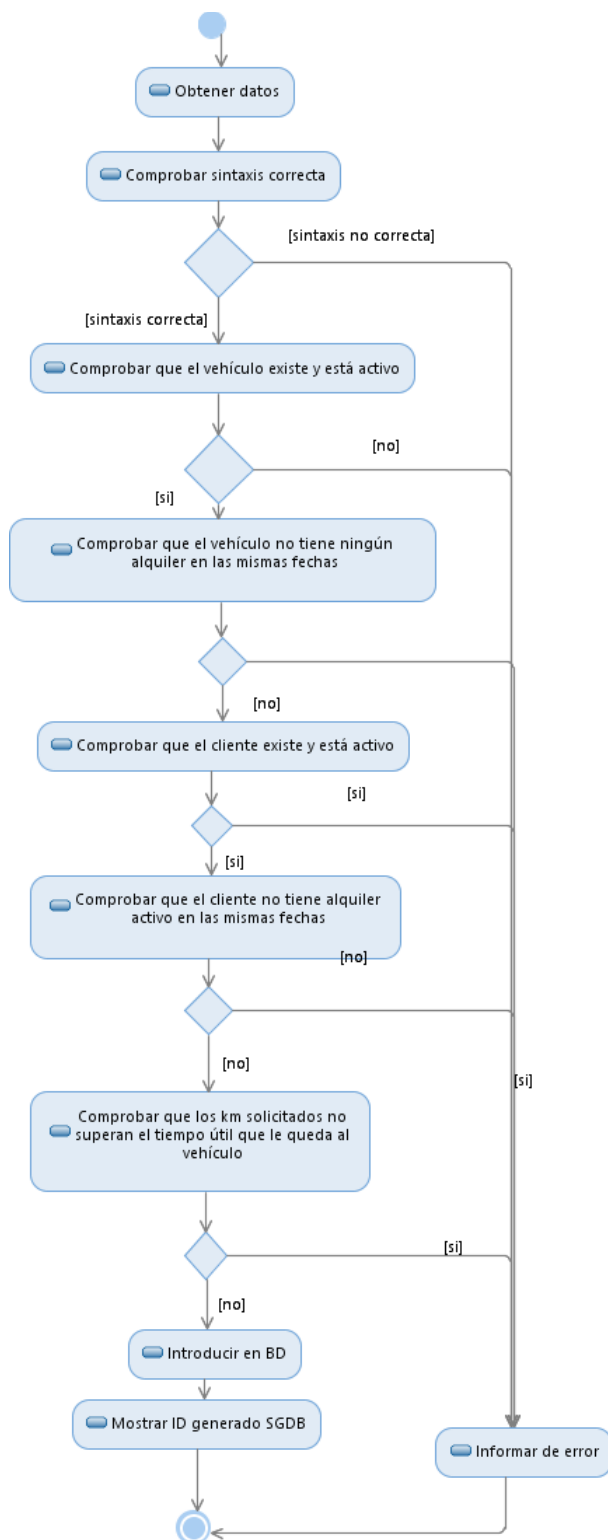 Obtener datos
Comprobar sintaxis correcta
[sintaxis no correcta]
[sintaxis correcta]
Comprobar que el vehículo existe y está activo
[no]
[si]
Comprobar que el vehículo no tiene ningún
alquiler en las mismas fechas
[no]
Comprobar que el cliente existe y está activo
[si]
[si]
Comprobar que el cliente no tiene alquiler
activo en las mismas fechas
[no]
[no]
[si]
Comprobar que los km solicitados no
superan el tiempo útil que le queda al
vehículo
[si]
[no]
Introducir en BD
Mostrar ID generado SGDB
Informar de error